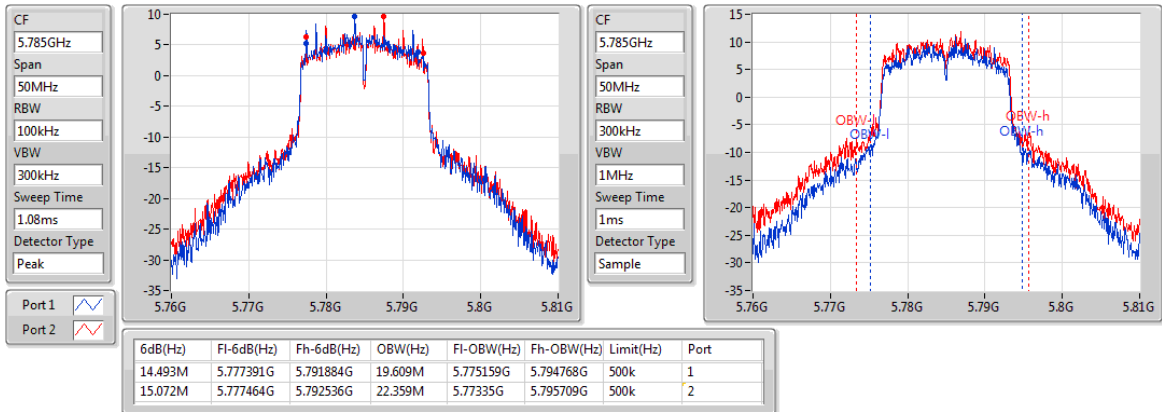 CF
5.785GHz
Span
50MHz
RBW
100kHz
VBW
300kHz
Sweep Time
1.08ms
Detector Type
Peak
10
5
0
-5
-10
-15
-20
-25
-30
-35
5.76G 5.77G 5.78G 5.79G 5.8G 5.81G
CF
5.785GHz
Span
50MHz
RBW
300kHz
VBW
1MHz
Sweep Time
1ms
Detector Type
Sample
15
10
5
0
-5
-10
-15
-20
-25
-30
-35
OBW-l
OBW-l
OBW-h
OBW-h
5.76G 5.77G 5.78G 5.79G 5.8G 5.81G
Port 1
Port 2
6dB(Hz) Fl-6dB(Hz) Fh-6dB(Hz) OBW(Hz) Fl-OBW(Hz) Fh-OBW(Hz) Limit(Hz) Port
14.493M 5.777391G 5.791884G 19.609M 5.775159G 5.794768G 500k 1
15.072M 5.777464G 5.792536G 22.359M 5.77335G 5.795709G 500k 2